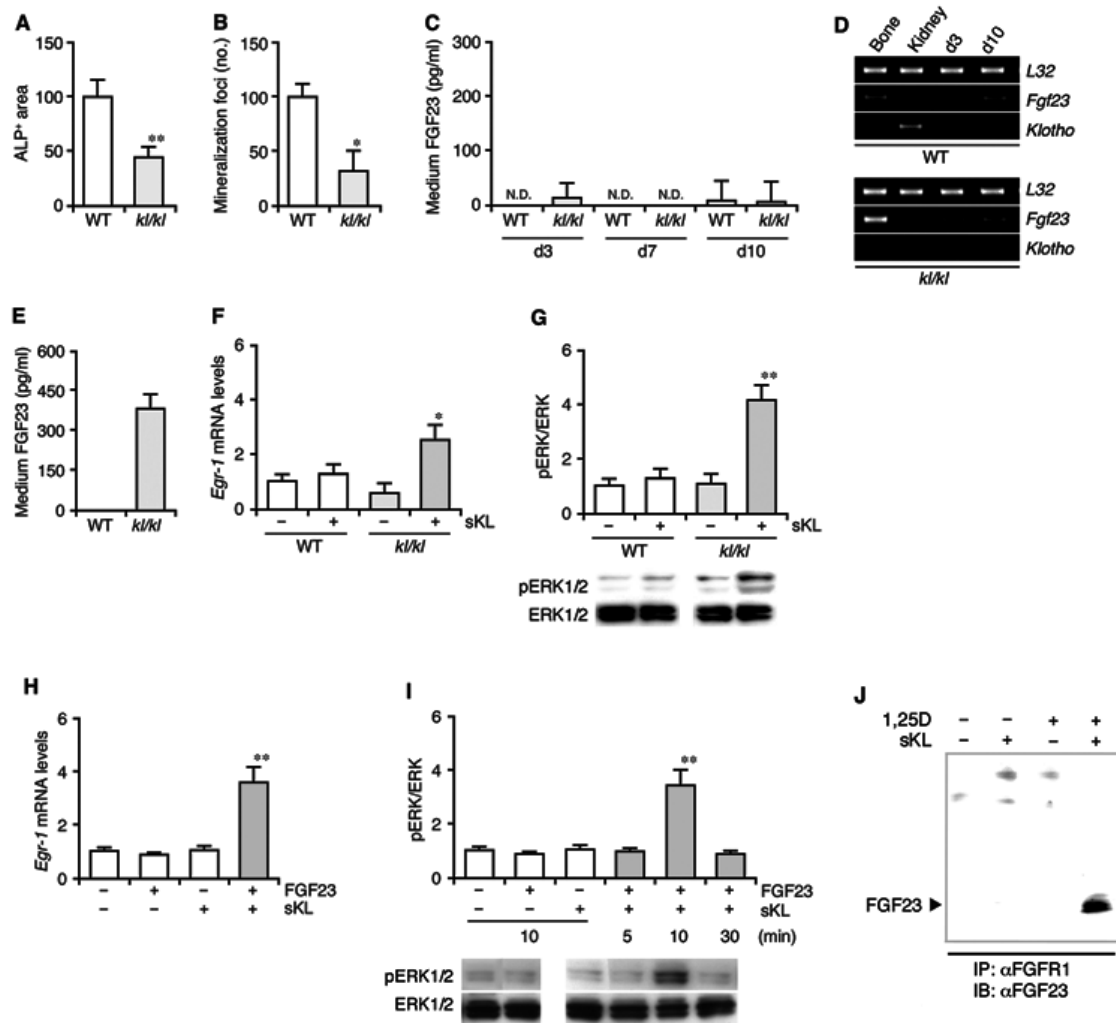 A
ALP⁺ area
150
100
50
0
**
WT kl/kl
B
Mineralization foci (no.)
150
100
50
0
*
WT kl/kl
C
Medium FGF23 (pg/ml)
300
250
200
150
100
50
0
N.D. N.D. N.D.
WT kl/kl WT kl/kl WT kl/kl
d3 d7 d10
D
Bone Kidney d3 d10
L32
Fgf23
Klotho
WT
L32
Fgf23
Klotho
kl/kl
E
Medium FGF23 (pg/ml)
600
450
300
150
0
WT kl/kl
F
Egr-1 mRNA levels
6
4
2
0
*
– + – + sKL
WT kl/kl
G
pERK/ERK
6
4
2
0
**
– + – + sKL
WT kl/kl
pERK1/2
ERK1/2
H
Egr-1 mRNA levels
6
4
2
0
**
– + – + FGF23
– – + + sKL
I
pERK/ERK
6
4
2
0
**
– + – + + + FGF23
– – + + + + sKL
10 5 10 30 (min)
pERK1/2
ERK1/2
J
1,25D – – + +
sKL – + – +
FGF23
IP: αFGFR1
IB: αFGF23